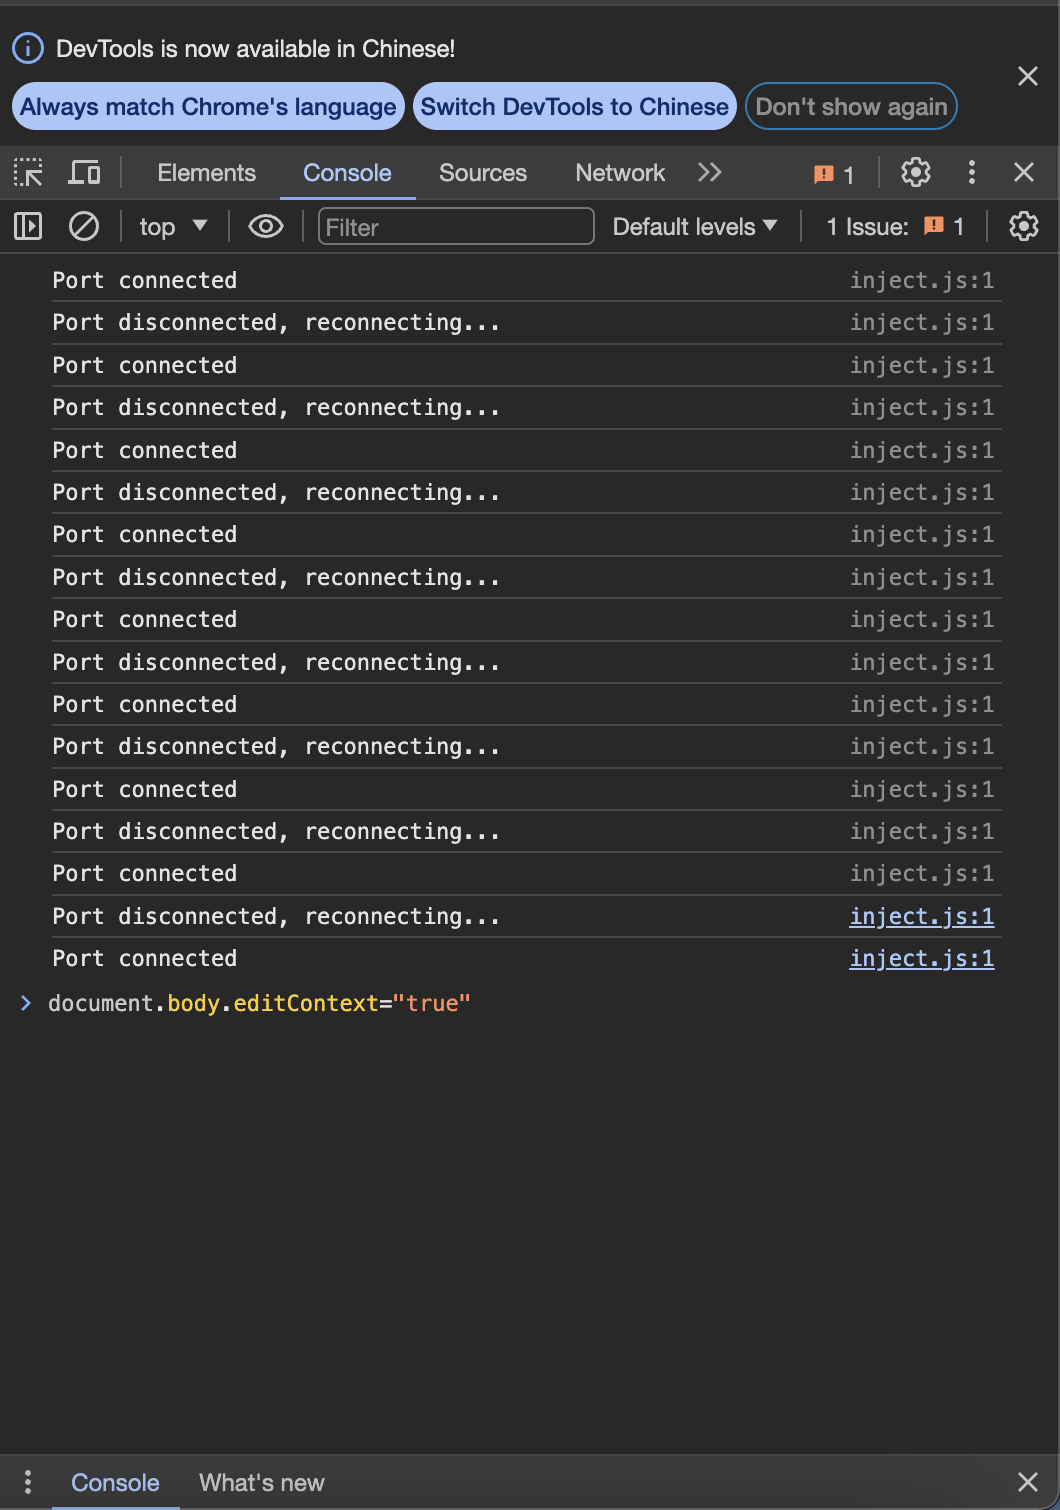 DevTools is now available in Chinese!
Always match Chrome's language Switch DevTools to Chinese Don't show again
Elements Console Sources Network 1
top Filter Default levels 1 Issue: 1
Port connected inject.js:1
Port disconnected, reconnecting... inject.js:1
Port connected inject.js:1
Port disconnected, reconnecting... inject.js:1
Port connected inject.js:1
Port disconnected, reconnecting... inject.js:1
Port connected inject.js:1
Port disconnected, reconnecting... inject.js:1
Port connected inject.js:1
Port disconnected, reconnecting... inject.js:1
Port connected inject.js:1
Port disconnected, reconnecting... inject.js:1
Port connected inject.js:1
Port disconnected, reconnecting... inject.js:1
Port connected inject.js:1
Port disconnected, reconnecting... inject.js:1
Port connected inject.js:1
document.body.editContext="true"
Console What's new